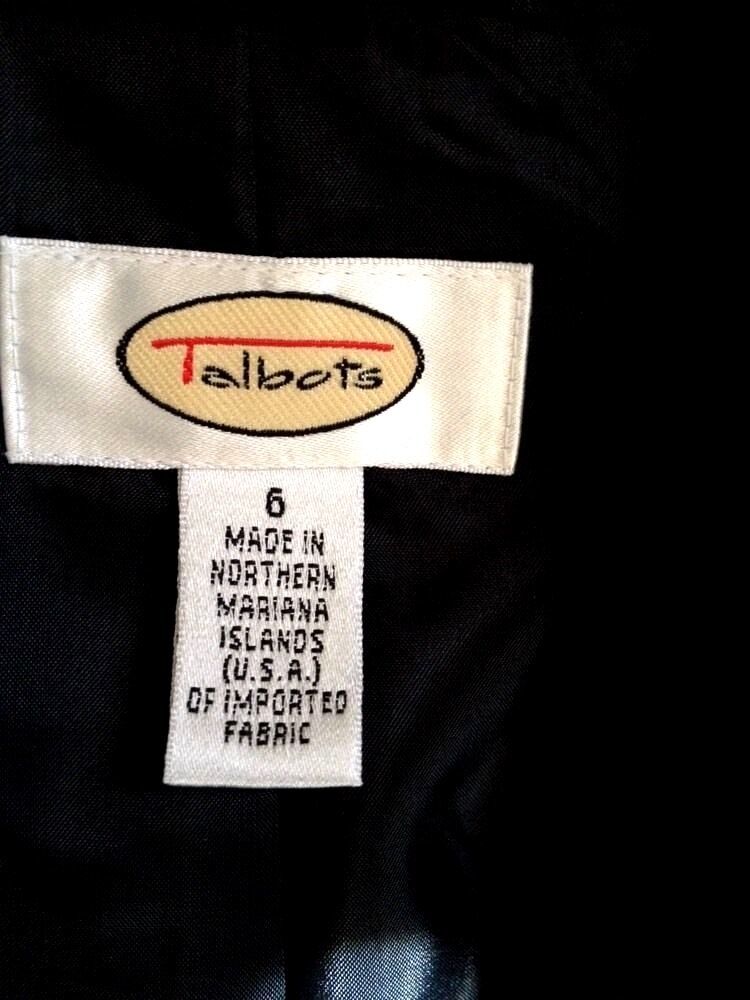 Talbots
6
MADE IN
NORTHERN
MARIANA
ISLANDS
(U.S.A.)
OF IMPORTED
FABRIC